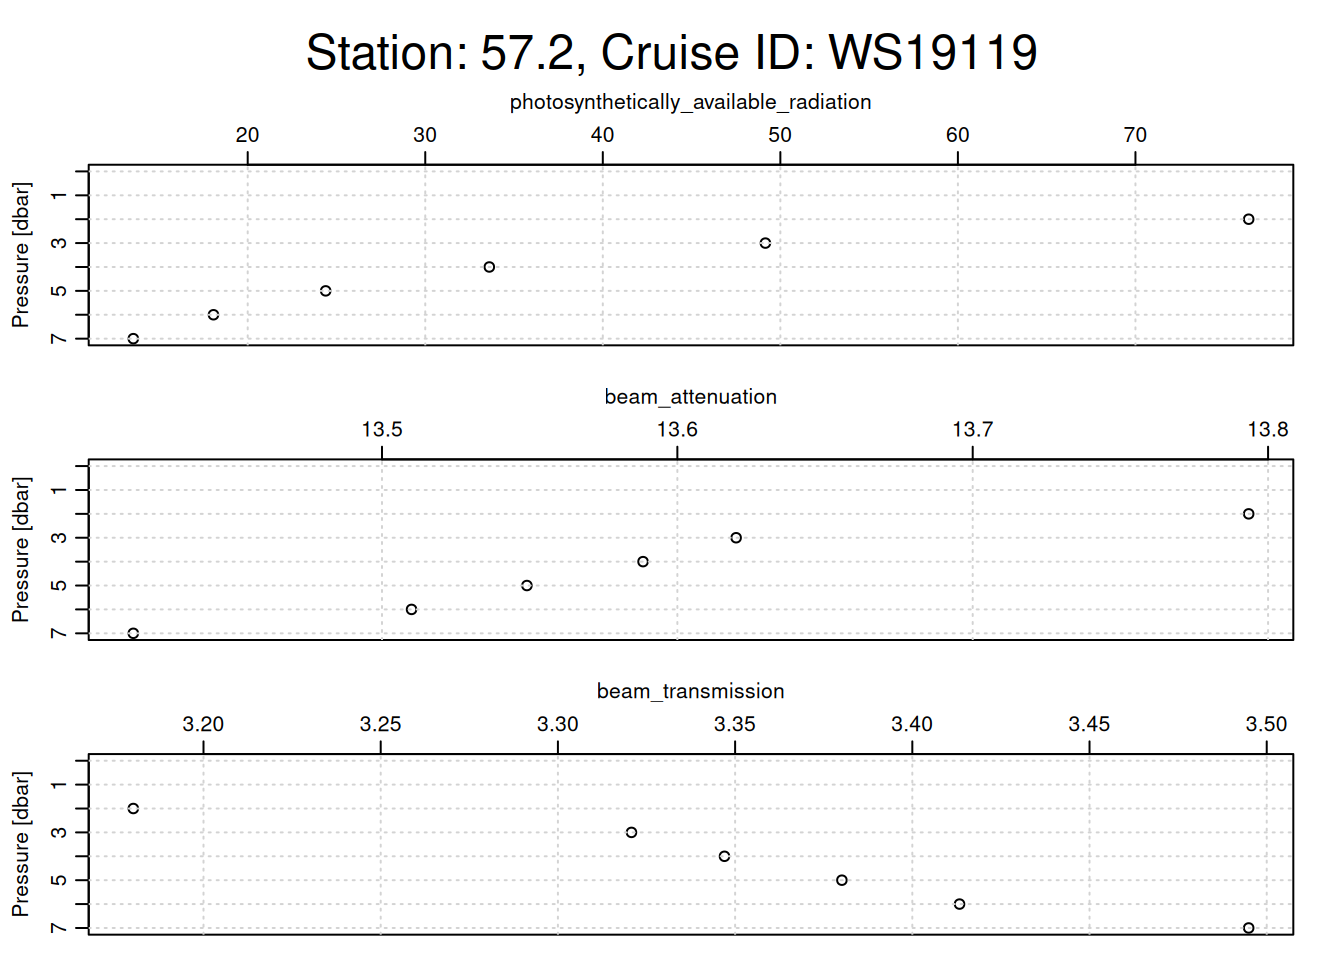 Station: 57.2, Cruise ID: WS19119
photosynthetically_available_radiation
20 30 40 50 60 70
Pressure [dbar]
1
3
5
7
beam_attenuation
13.5 13.6 13.7 13.8
Pressure [dbar]
1
3
5
7
beam_transmission
3.20 3.25 3.30 3.35 3.40 3.45 3.50
Pressure [dbar]
1
3
5
7